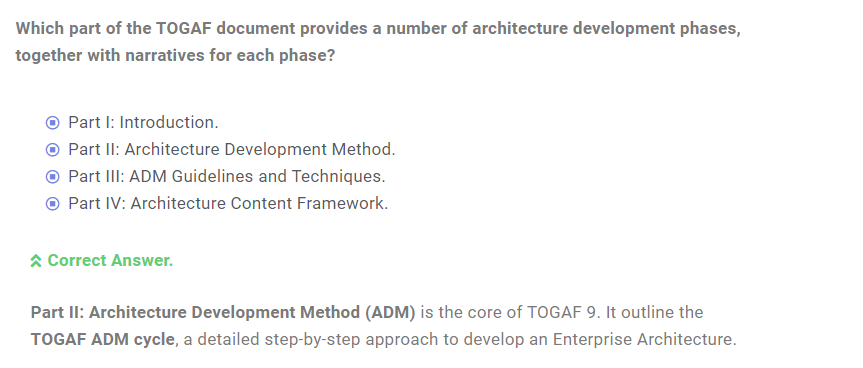 Which part of the TOGAF document provides a number of architecture development phases,
together with narratives for each phase?
Part I: Introduction.
Part II: Architecture Development Method.
Part III: ADM Guidelines and Techniques.
Part IV: Architecture Content Framework.
Correct Answer.
Part II: Architecture Development Method (ADM) is the core of TOGAF 9. It outline the
TOGAF ADM cycle, a detailed step-by-step approach to develop an Enterprise Architecture.